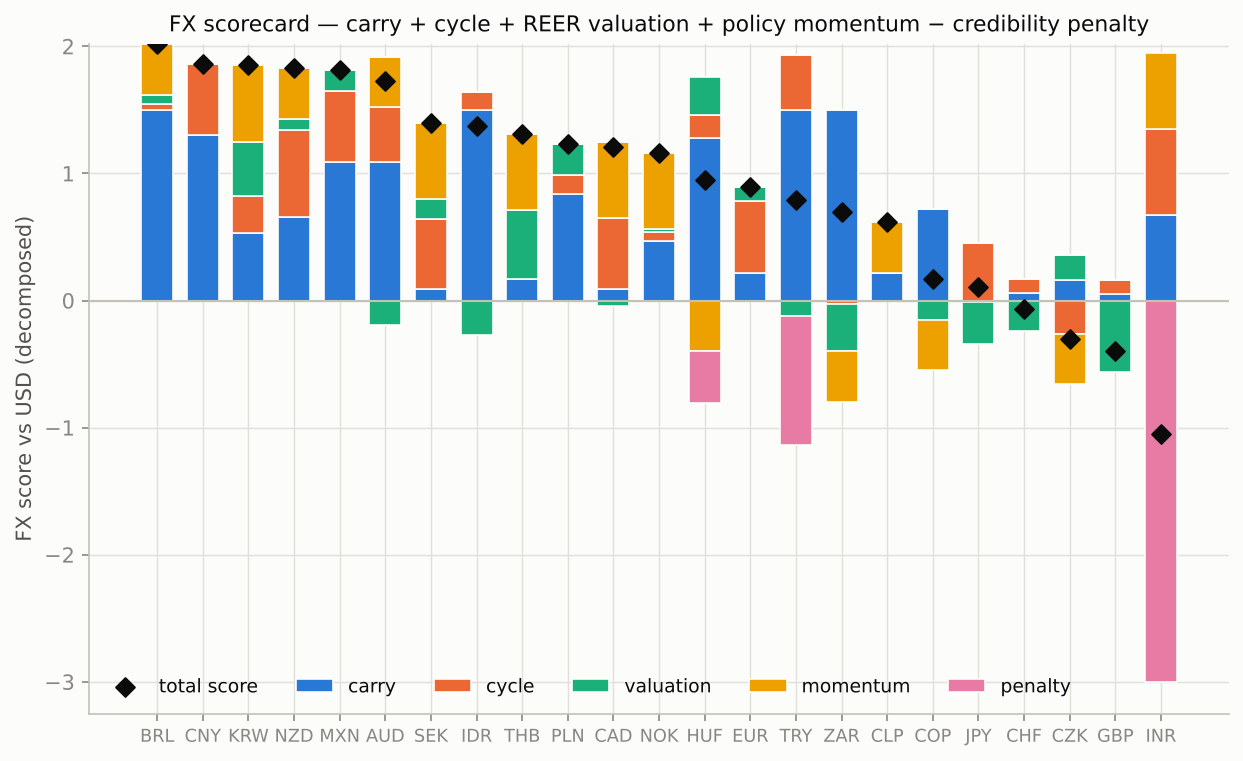 FX scorecard — carry + cycle + REER valuation + policy momentum − credibility penalty
FX score vs USD (decomposed)
2
1
0
−1
−2
−3
total score carry cycle valuation momentum penalty
BRL CNY KRW NZD MXN AUD SEK IDR THB PLN CAD NOK HUF EUR TRY ZAR CLP COP JPY CHF CZK GBP INR